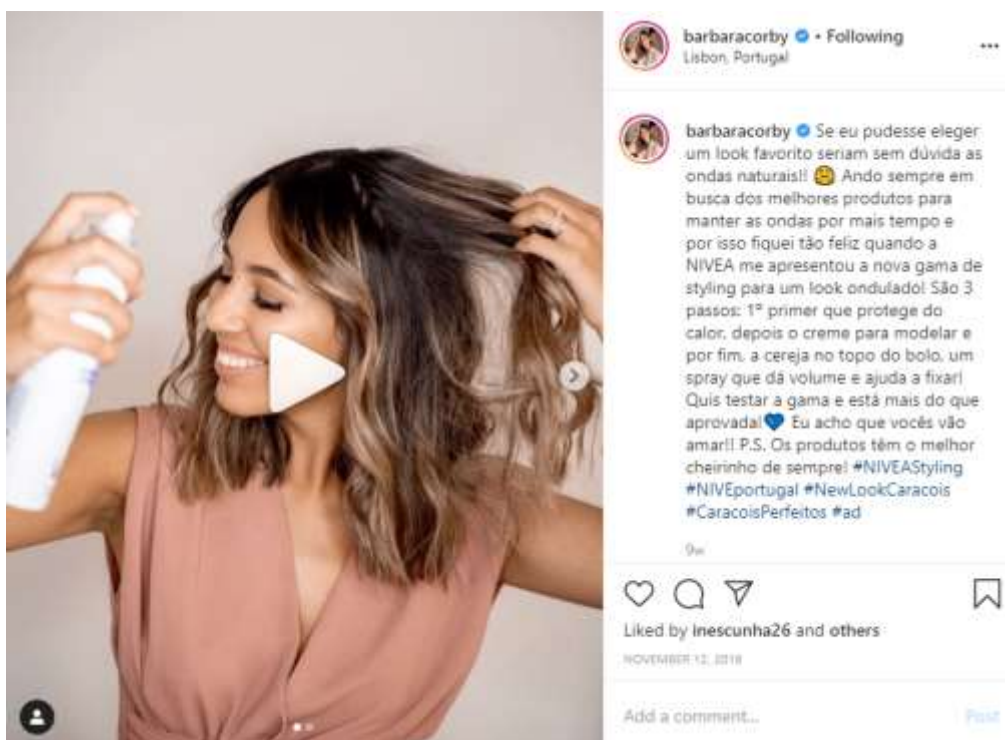 barbaracorby • Following
Lisbon, Portugal
barbaracorby Se eu pudesse eleger
um look favorito seriam sem dúvida as
ondas naturais!! Ando sempre em
busca dos melhores produtos para
manter as ondas por mais tempo e
por isso fiquei tão feliz quando a
NIVEA me apresentou a nova gama de
styling para um look ondulado! São 3
passos: 1º primer que protege do
calor, depois o creme para modelar e
por fim, a cereja no topo do bolo, um
spray que dá volume e ajuda a fixar!
Quis testar a gama e está mais do que
aprovada!💙 Eu acho que vocês vão
amar!! P.S. Os produtos têm o melhor
cheirinho de sempre! #NIVEAStyling
#NIVEportugal #NewLookCaracois
#CaracoisPerfeitos #ad
9w
Liked by inescunha26 and others
NOVEMBER 12,
Add a comment...
Post